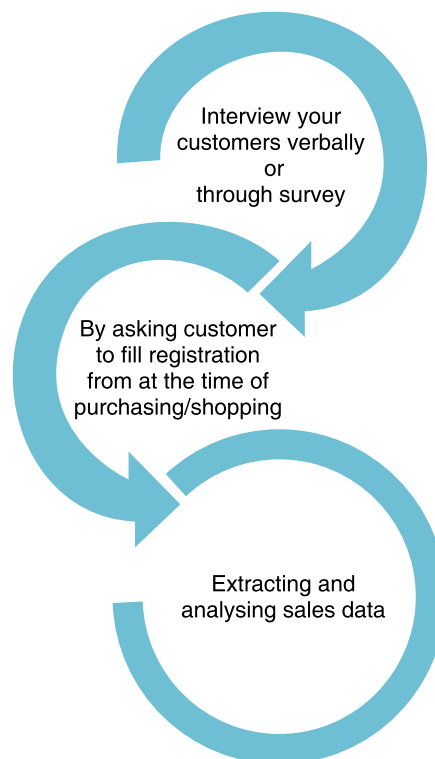 Interview your
customers verbally
or
through survey
By asking customer
to fill registration
from at the time of
purchasing/shopping
Extracting and
analysing sales data